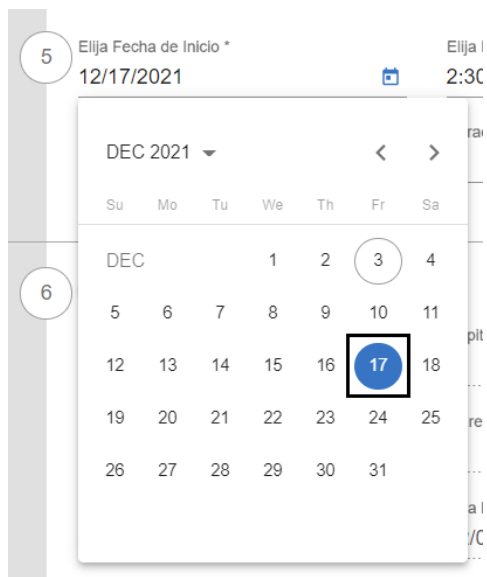 5
Elija Fecha de Inicio *
Elija
12/17/2021
2:30
DEC 2021
Su Mo Tu We Th Fr Sa
DEC 1 2 3 4
6
5 6 7 8 9 10 11
12 13 14 15 16 17 18
19 20 21 22 23 24 25
26 27 28 29 30 31